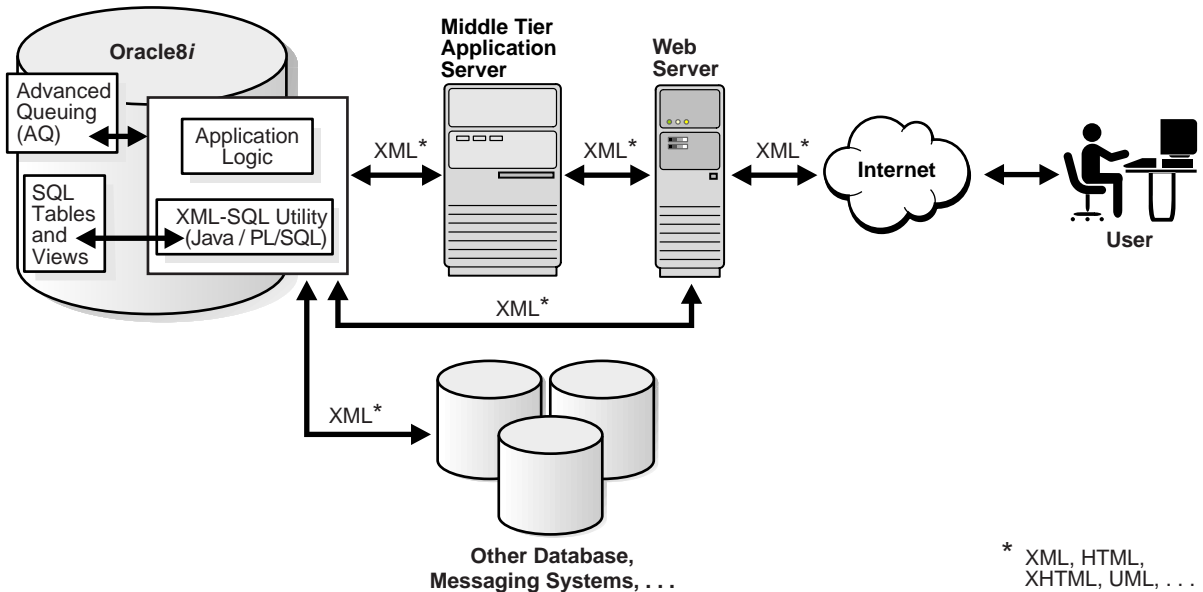 Oracle8i
Advanced
Queuing
(AQ)
Application
Logic
SQL
Tables
and
Views
XML-SQL Utility
(Java / PL/SQL)
XML*
Middle Tier
Application
Server
XML*
Web
Server
XML*
Internet
User
XML*
XML*
Other Database,
Messaging Systems, . . .
* XML, HTML,
XHTML, UML, . . .